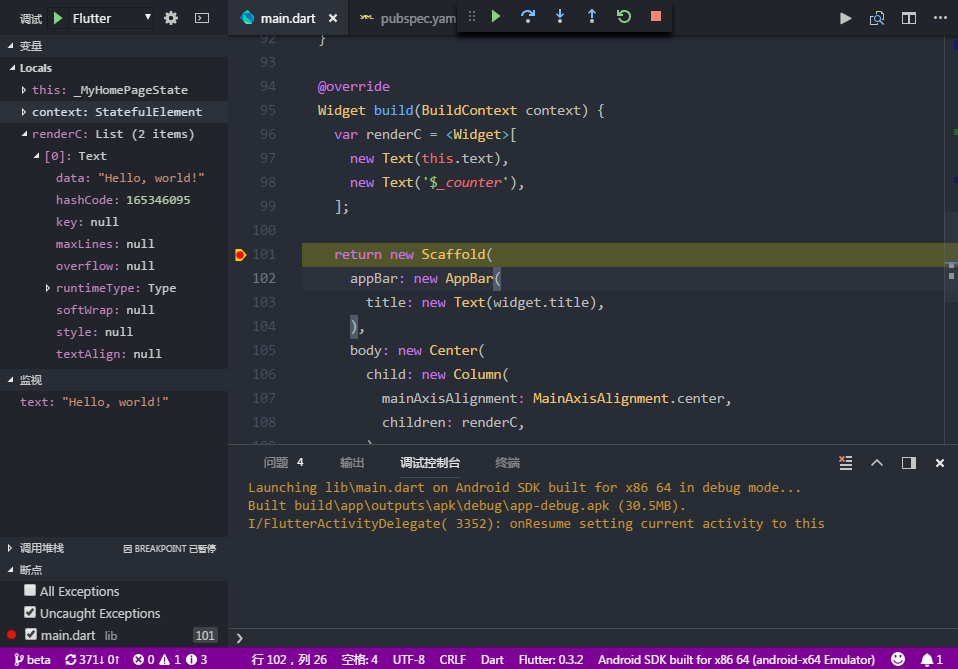 调试 Flutter
main.dart
pubspec.yam
变量
Locals
this: _MyHomePageState
context: StatefulElement
renderC: List (2 items)
[0]: Text
data: "Hello, world!"
hashCode: 165346095
key: null
maxLines: null
overflow: null
runtimeType: Type
softWrap: null
style: null
textAlign: null
监视
text: "Hello, world!"
调用堆栈 因 BREAKPOINT 已暂停
断点
All Exceptions
Uncaught Exceptions
main.dart lib 101
92 }
93
94 @override
95 Widget build(BuildContext context) {
96 var renderC = <Widget>[
97 new Text(this.text),
98 new Text('$_counter'),
99 ];
100
101 return new Scaffold(
102 appBar: new AppBar(
103 title: new Text(widget.title),
104 ),
105 body: new Center(
106 child: new Column(
107 mainAxisAlignment: MainAxisAlignment.center,
108 children: renderC,
109 )
问题 4 输出 调试控制台 终端
Launching lib\main.dart on Android SDK built for x86 64 in debug mode...
Built build\app\outputs\apk\debug\app-debug.apk (30.5MB).
I/FlutterActivityDelegate( 3352): onResume setting current activity to this
beta 371↓ 0↑ 0 1 3 行 102，列 26 空格: 4 UTF-8 CRLF Dart Flutter: 0.3.2 Android SDK built for x86 64 (android-x64 Emulator) 1